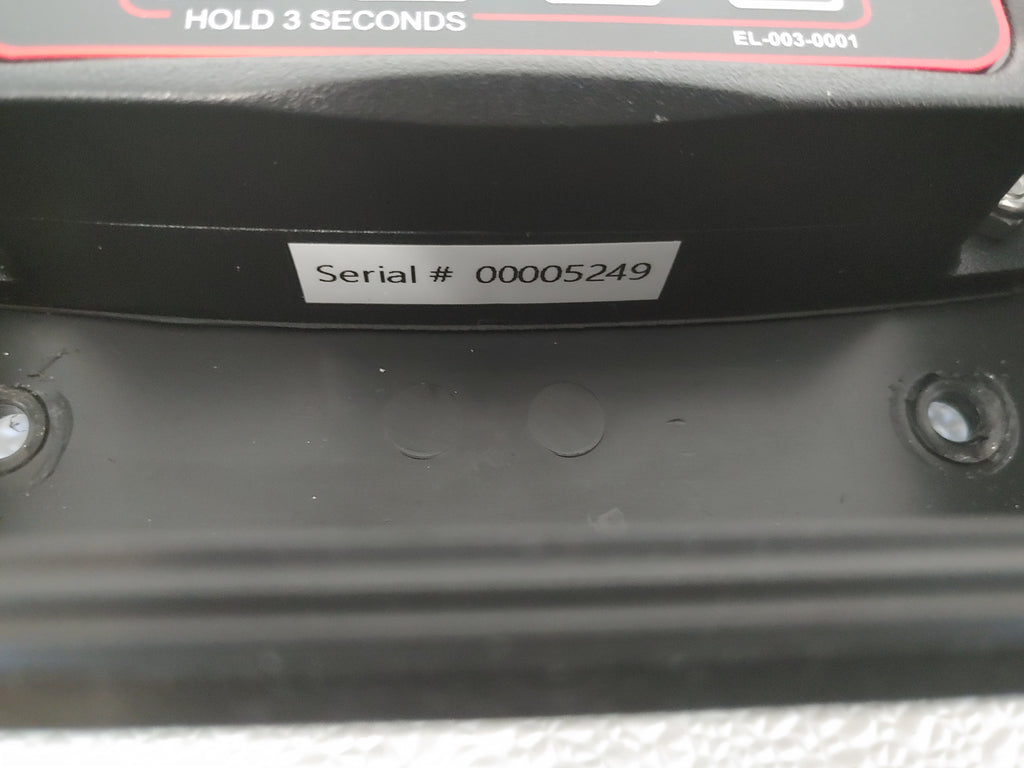 HOLD 3 SECONDS
EL-003-0001
Serial # 00005249